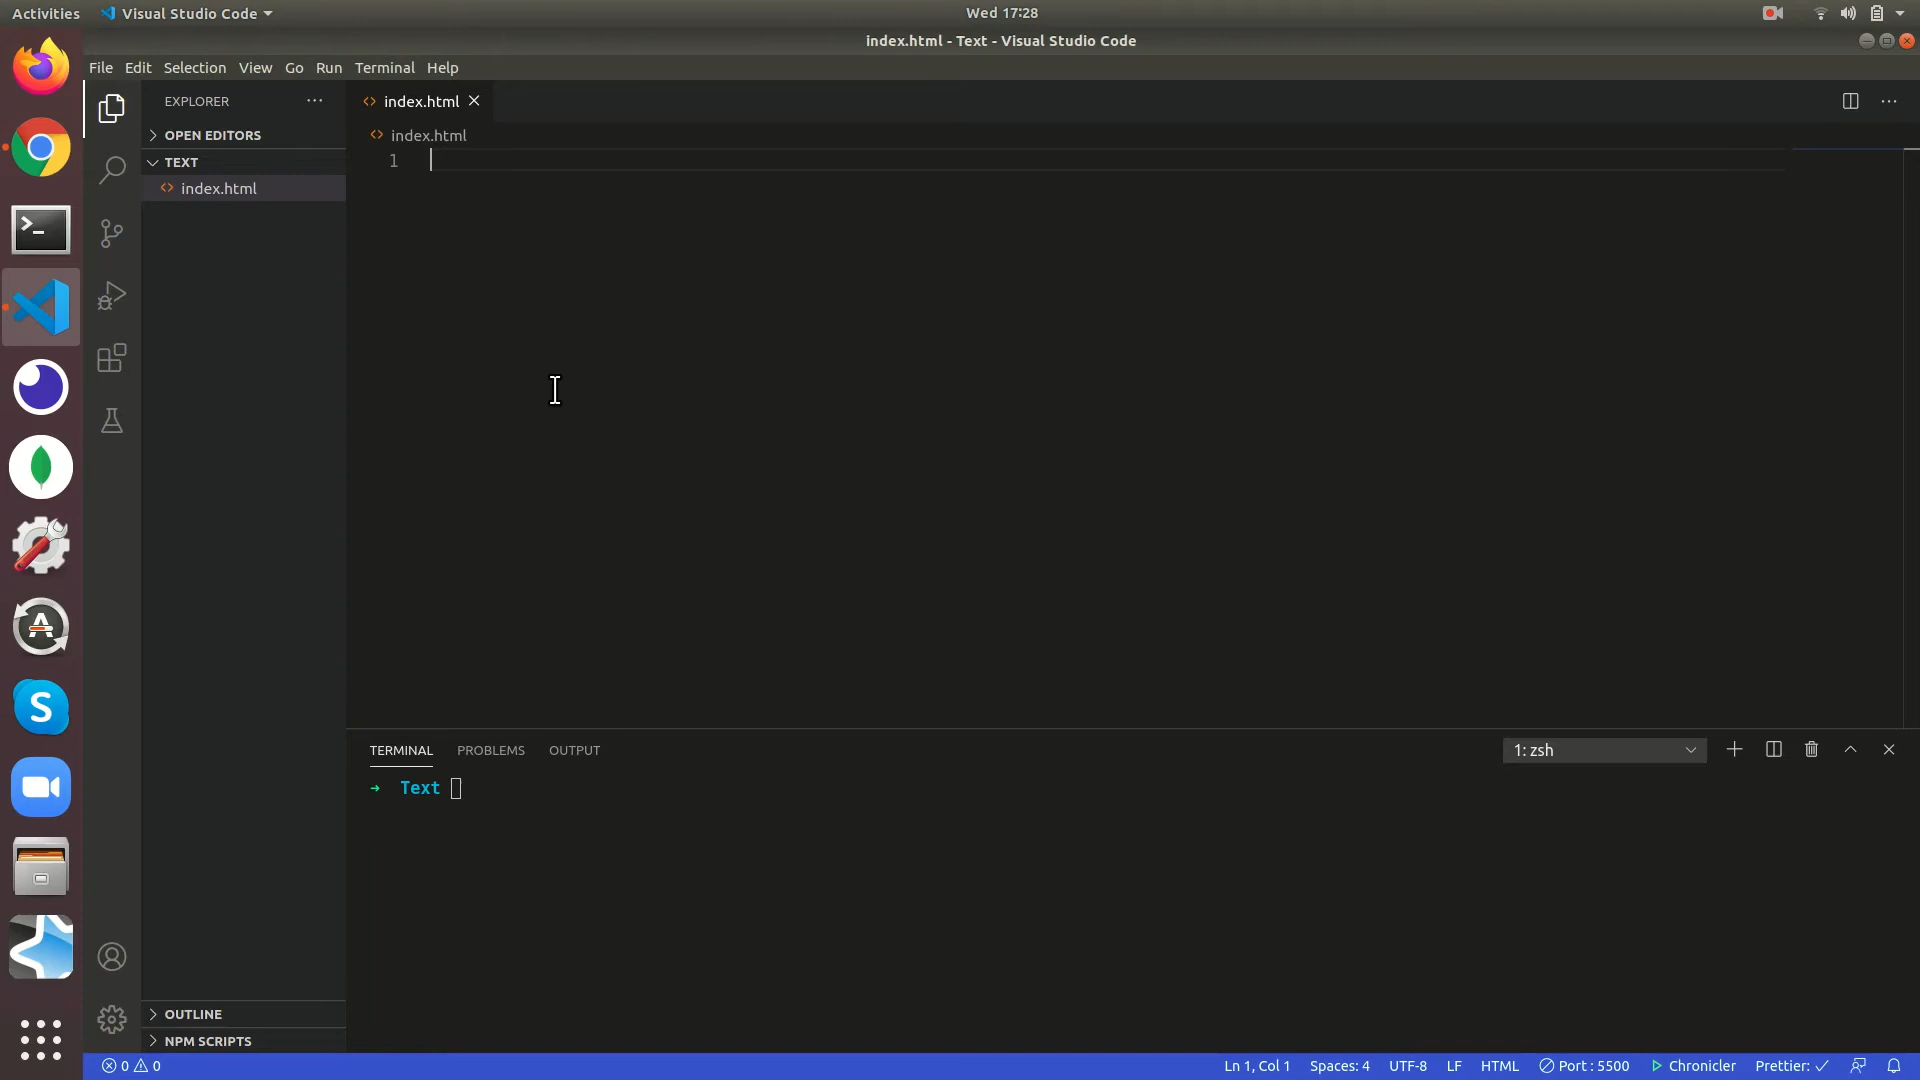 Activities Visual Studio Code Wed 17:28
index.html - Text - Visual Studio Code
File Edit Selection View Go Run Terminal Help
EXPLORER
OPEN EDITORS
TEXT
index.html
OUTLINE
NPM SCRIPTS
index.html
index.html
1
TERMINAL PROBLEMS OUTPUT 1: zsh
→ Text
0 0 Ln 1, Col 1 Spaces: 4 UTF-8 LF HTML Port : 5500 Chronicler Prettier: ✓